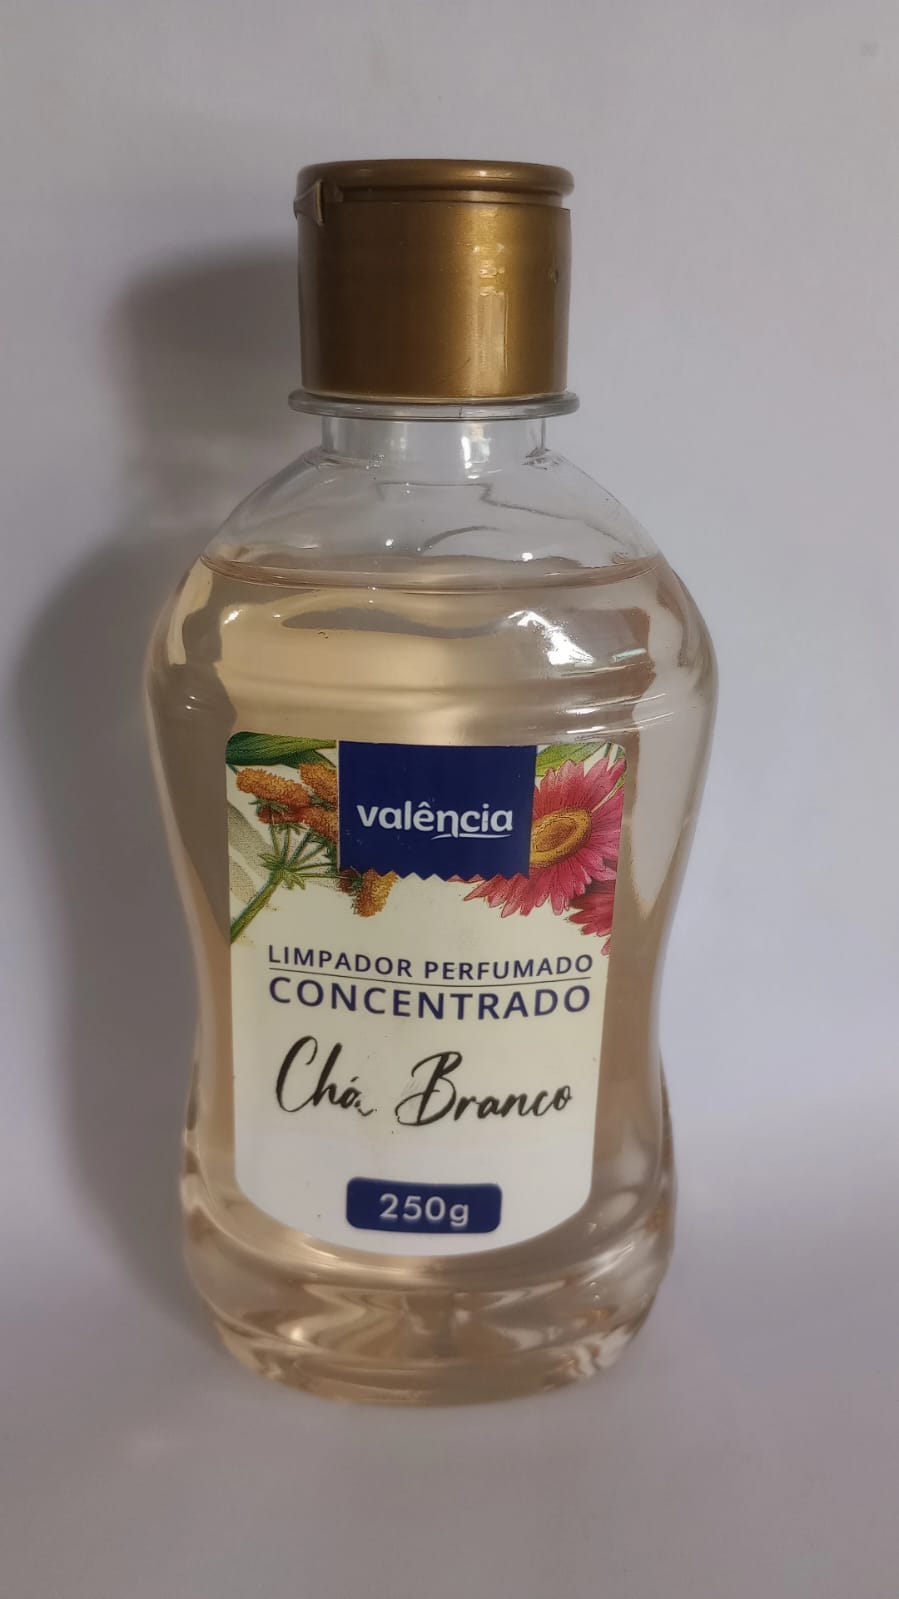 valência
LIMPADOR PERFUMADO
CONCENTRADO
Chá Branco
250g